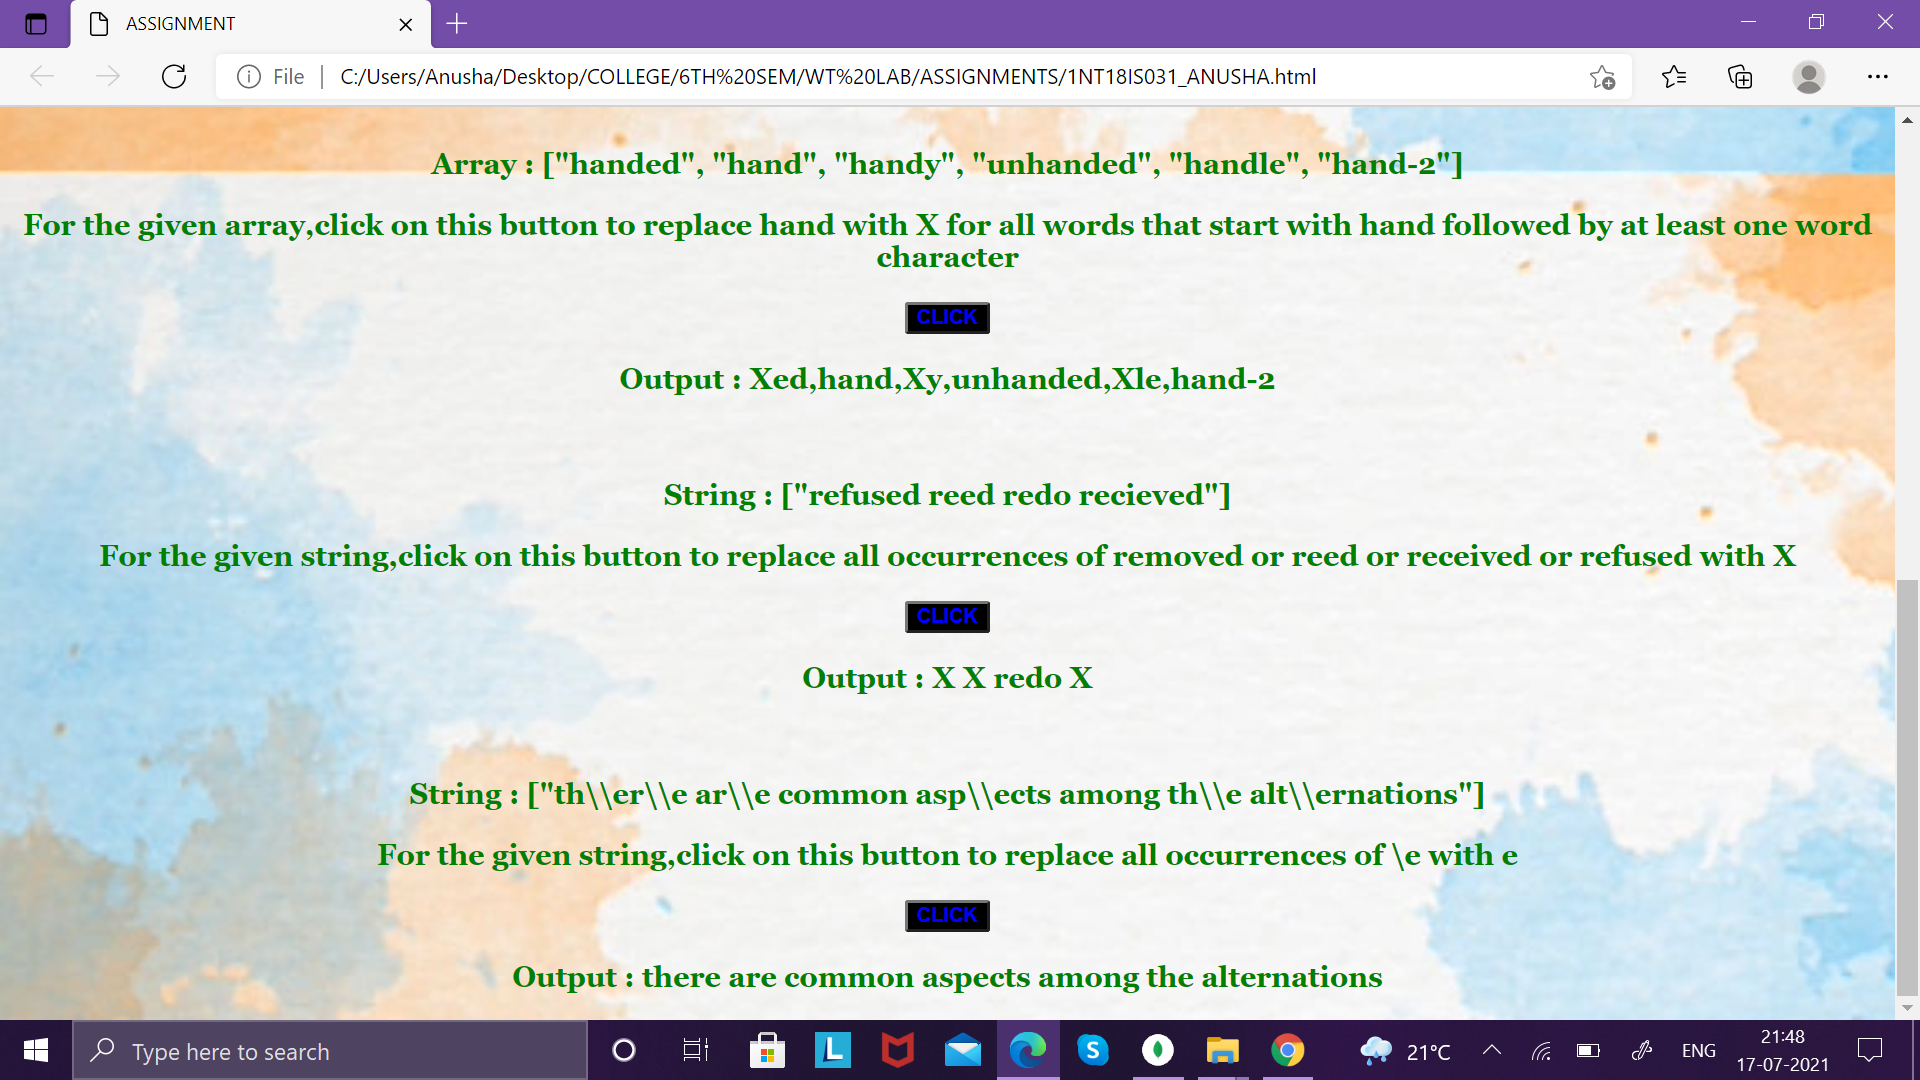 ASSIGNMENT
File | C:/Users/Anusha/Desktop/COLLEGE/6TH%20SEM/WT%20LAB/ASSIGNMENTS/1NT18IS031_ANUSHA.html
Array : ["handed", "hand", "handy", "unhanded", "handle", "hand-2"]
For the given array,click on this button to replace hand with X for all words that start with hand followed by at least one word
character
CLICK
Output : Xed,hand,Xy,unhanded,Xle,hand-2
String : ["refused reed redo recieved"]
For the given string,click on this button to replace all occurrences of removed or reed or received or refused with X
CLICK
Output : X X redo X
String : ["th\\er\\e ar\\e common asp\\ects among th\\e alt\\ernations"]
For the given string,click on this button to replace all occurrences of \e with e
CLICK
Output : there are common aspects among the alternations
Type here to search
L
S
21°C
ENG
21:48
17-07-2021